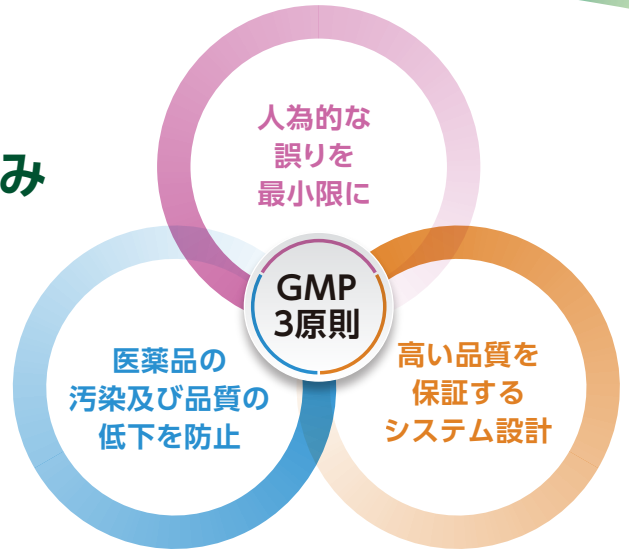 み
人為的な
誤りを
最小限に
GMP
3原則
医薬品の
汚染及び品質の
低下を防止
高い品質を
保証する
システム設計